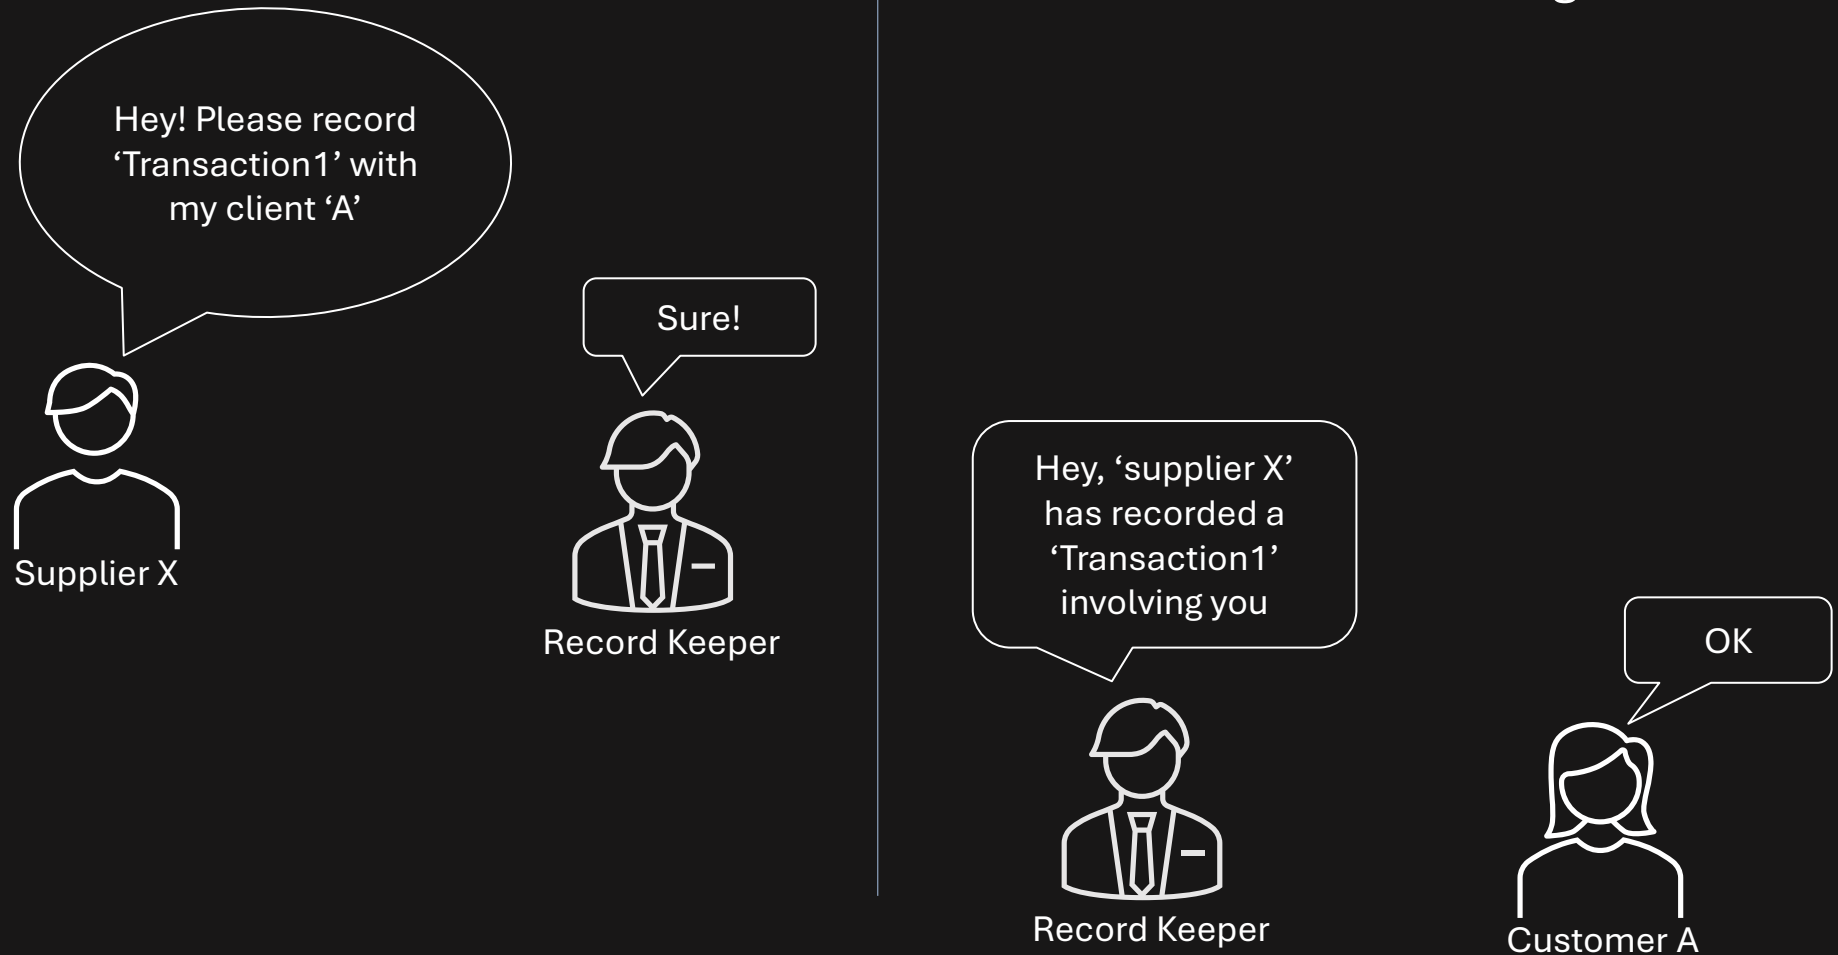 Hey! Please record
‘Transaction1’ with
my client ‘A’
Sure!
Supplier X
Record Keeper
Hey, ‘supplier X’
has recorded a
‘Transaction1’
involving you
OK
Record Keeper
Customer A